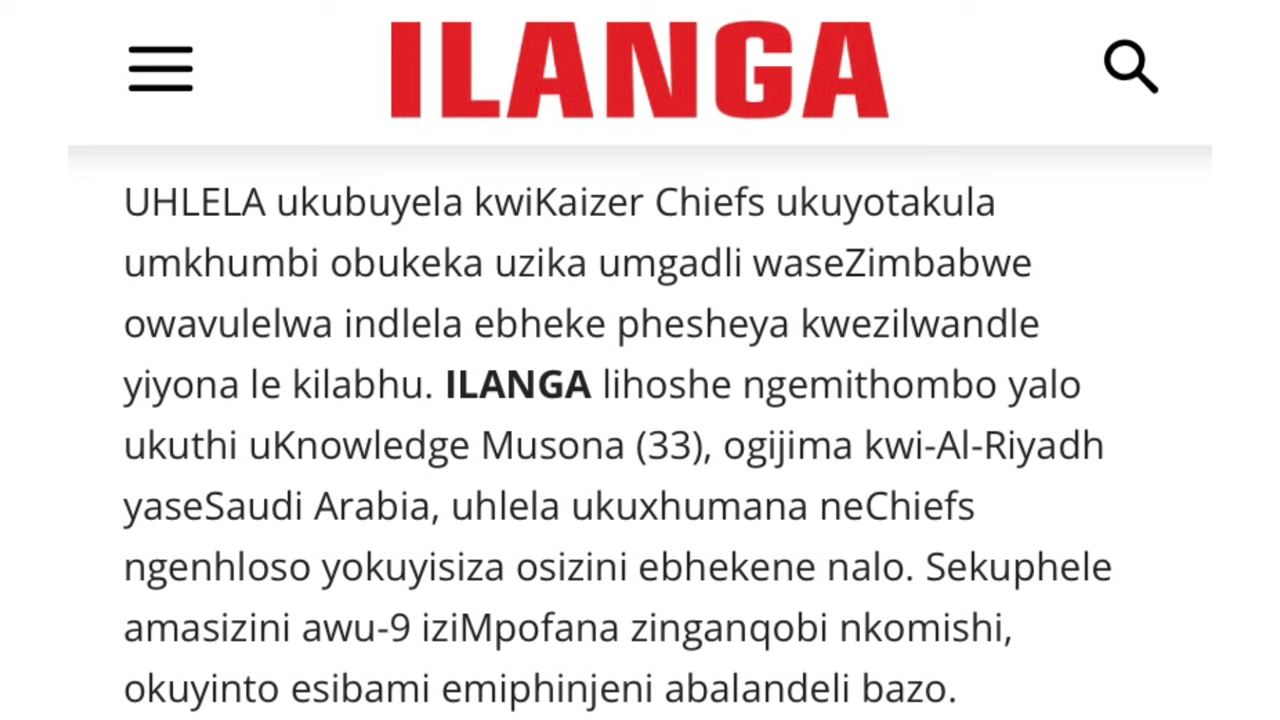 ILANGA
UHLELA ukubuyela kwiKaizer Chiefs ukuyotakula
umkhumbi obukeka uzika umgadli waseZimbabwe
owavulelwa indlela ebheke phesheya kwezilwandle
yiyona le kilabhu. ILANGA lihoshe ngemithombo yalo
ukuthi uKnowledge Musona (33), ogijima kwi-Al-Riyadh
yaseSaudi Arabia, uhlela ukuxhumana neChiefs
ngenhloso yokuyisiza osizini ebhekene nalo. Sekuphele
amasizini awu-9 iziMpofana zinganqobi nkomishi,
okuyinto esibami emiphinjeni abalandeli bazo.